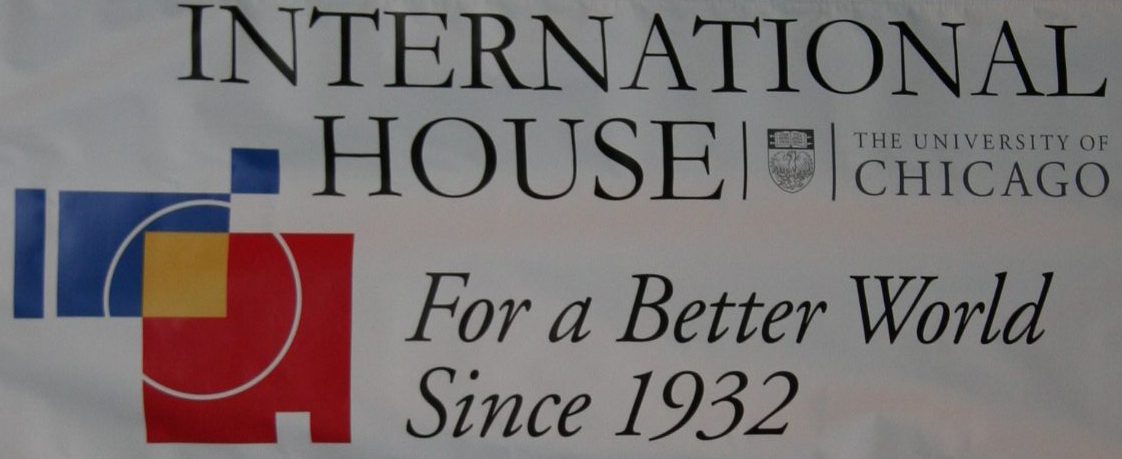 INTERNATIONAL
HOUSE
THE UNIVERSITY OF
CHICAGO
For a Better World
Since 1932